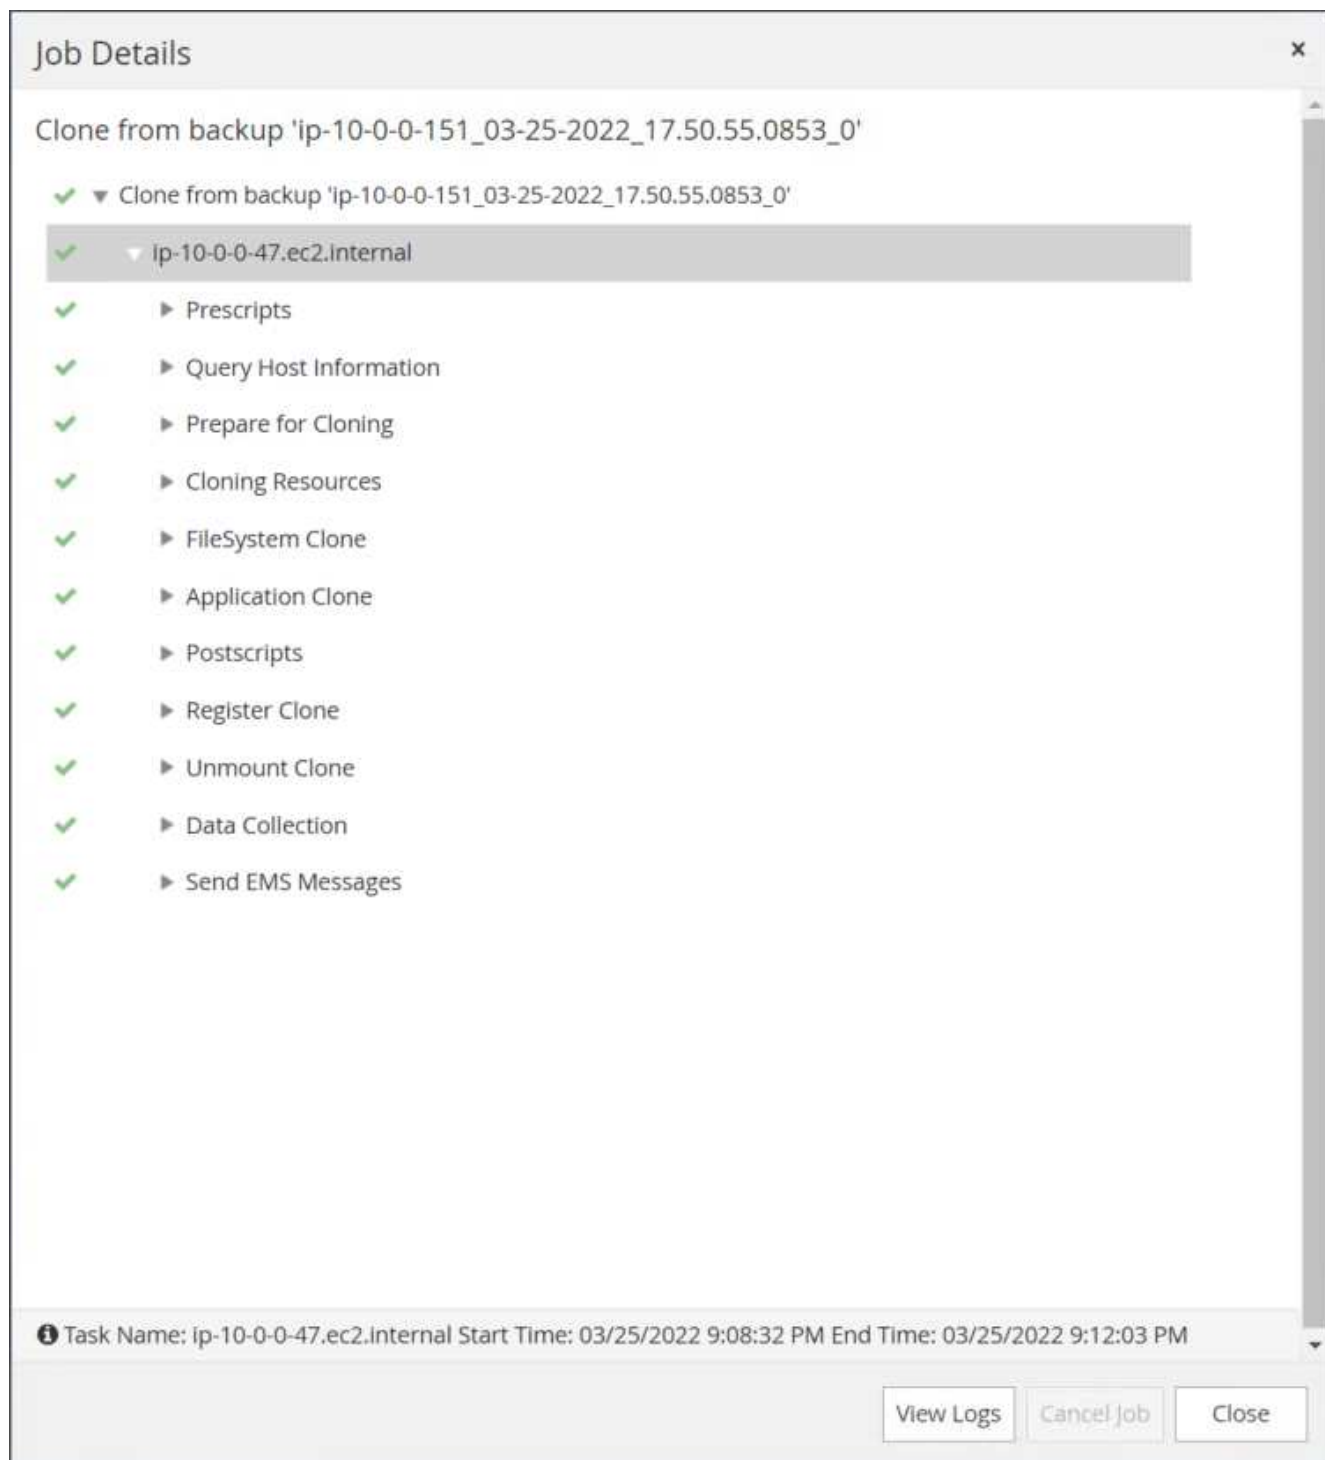 Job Details
Clone from backup 'ip-10-0-0-151_03-25-2022_17.50.55.0853_0'
Clone from backup 'ip-10-0-0-151_03-25-2022_17.50.55.0853_0'
ip-10-0-0-47.ec2.internal
Prescripts
Query Host Information
Prepare for Cloning
Cloning Resources
FileSystem Clone
Application Clone
Postscripts
Register Clone
Unmount Clone
Data Collection
Send EMS Messages
Task Name: ip-10-0-0-47.ec2.internal Start Time: 03/25/2022 9:08:32 PM End Time: 03/25/2022 9:12:03 PM
View Logs Cancel Job Close